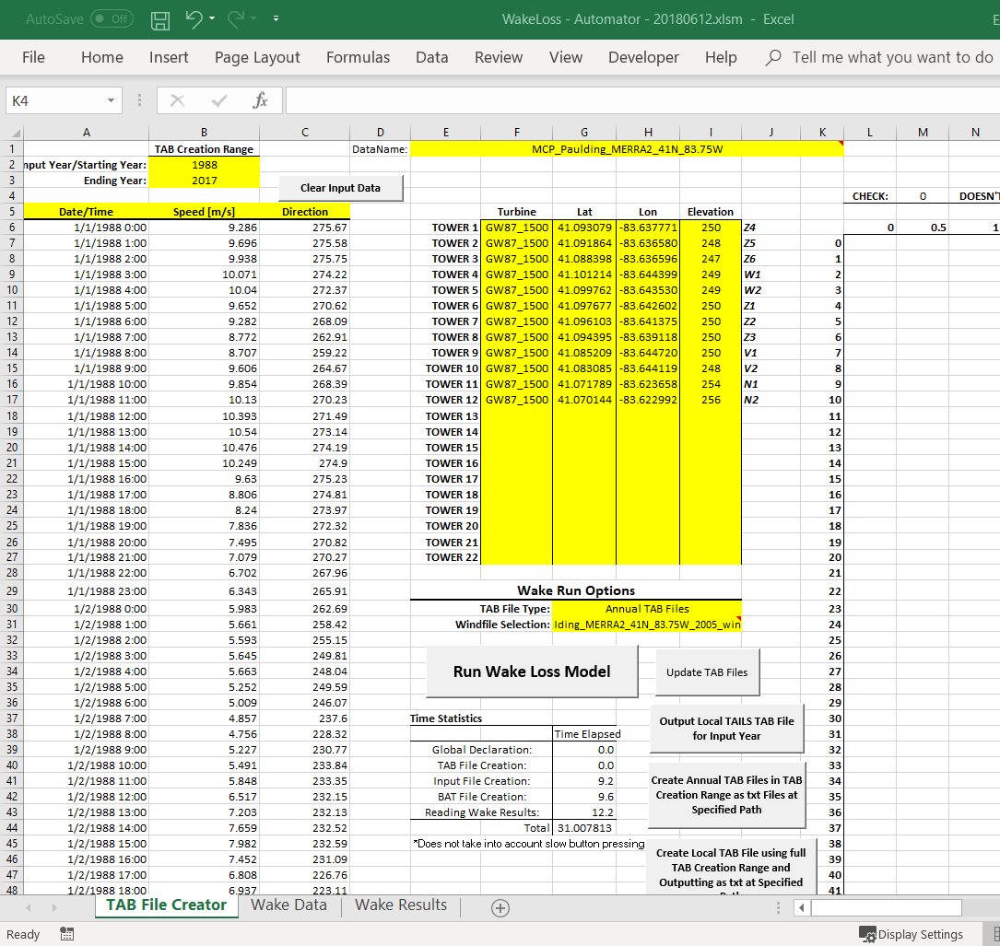 AutoSave Off WakeLoss - Automator - 20180612.xlsm - Excel
File Home Insert Page Layout Formulas Data Review View Developer Help Tell me what you want to do
K4 fx
A B C D E F G H I J K L M N
1 TAB Creation Range DataName: MCP_Paulding_MERRA2_41N_83.75W
2 nput Year/Starting Year: 1988
3 Ending Year: 2017
Clear Input Data
4 CHECK: 0 DOESN'T
5 Date/Time Speed [m/s] Direction Turbine Lat Lon Elevation
6 1/1/1988 0:00 9.286 275.67 TOWER 1 GW87_1500 41.093079 -83.637771 250 Z4 0 0.5 1
7 1/1/1988 1:00 9.696 275.58 TOWER 2 GW87_1500 41.091864 -83.636580 248 Z5 0
8 1/1/1988 2:00 9.938 275.75 TOWER 3 GW87_1500 41.088398 -83.636596 247 Z6 1
9 1/1/1988 3:00 10.071 274.22 TOWER 4 GW87_1500 41.101214 -83.644399 249 W1 2
10 1/1/1988 4:00 10.04 272.37 TOWER 5 GW87_1500 41.099762 -83.643530 249 W2 3
11 1/1/1988 5:00 9.652 270.62 TOWER 6 GW87_1500 41.097677 -83.642602 250 Z1 4
12 1/1/1988 6:00 9.282 268.09 TOWER 7 GW87_1500 41.096103 -83.641375 250 Z2 5
13 1/1/1988 7:00 8.772 262.91 TOWER 8 GW87_1500 41.094395 -83.639118 250 Z3 6
14 1/1/1988 8:00 8.707 259.22 TOWER 9 GW87_1500 41.085209 -83.644720 250 V1 7
15 1/1/1988 9:00 9.606 264.67 TOWER 10 GW87_1500 41.083085 -83.644119 248 V2 8
16 1/1/1988 10:00 9.854 268.39 TOWER 11 GW87_1500 41.071789 -83.623658 254 N1 9
17 1/1/1988 11:00 10.13 270.23 TOWER 12 GW87_1500 41.070144 -83.622992 256 N2 10
18 1/1/1988 12:00 10.393 271.49 TOWER 13 11
19 1/1/1988 13:00 10.54 273.14 TOWER 14 12
20 1/1/1988 14:00 10.476 274.19 TOWER 15 13
21 1/1/1988 15:00 10.249 274.9 TOWER 16 14
22 1/1/1988 16:00 9.63 275.23 TOWER 17 15
23 1/1/1988 17:00 8.806 274.81 TOWER 18 16
24 1/1/1988 18:00 8.24 273.97 TOWER 19 17
25 1/1/1988 19:00 7.836 272.32 TOWER 20 18
26 1/1/1988 20:00 7.495 270.82 TOWER 21 19
27 1/1/1988 21:00 7.079 270.27 TOWER 22 20
28 1/1/1988 22:00 6.702 267.96 21
29 1/1/1988 23:00 6.343 265.91 Wake Run Options 22
30 1/2/1988 0:00 5.983 262.69 TAB File Type: Annual TAB Files 23
31 1/2/1988 1:00 5.661 258.42 Windfile Selection: lding_MERRA2_41N_83.75W_2005_win 24
32 1/2/1988 2:00 5.593 255.15 25
33 1/2/1988 3:00 5.645 249.81 26
34 1/2/1988 4:00 5.663 248.04 Run Wake Loss Model Update TAB Files 27
35 1/2/1988 5:00 5.252 249.59 28
36 1/2/1988 6:00 5.009 246.07 29
37 1/2/1988 7:00 4.857 237.6 Time Statistics 30
Output Local TAILS TAB File
for Input Year
38 1/2/1988 8:00 4.756 228.32 Time Elapsed 31
39 1/2/1988 9:00 5.227 230.77 Global Declaration: 0.0 32
40 1/2/1988 10:00 5.491 233.84 TAB File Creation: 0.0 33
41 1/2/1988 11:00 5.848 233.35 Input File Creation: 9.2 34
Create Annual TAB Files in TAB
Creation Range as txt Files at
Specified Path
42 1/2/1988 12:00 6.517 232.15 BAT File Creation: 9.6 35
43 1/2/1988 13:00 7.203 232.13 Reading Wake Results: 12.2 36
44 1/2/1988 14:00 7.659 232.52 Total 31.007813 37
45 1/2/1988 15:00 7.982 232.59 *Does not take into account slow button pressing 38
46 1/2/1988 16:00 7.452 231.09 39
47 1/2/1988 17:00 6.808 226.76 40
48 1/2/1988 18:00 6.937 223.11 41
Create Local TAB File using full
TAB Creation Range and
Outputting as txt at Specified
TAB File Creator Wake Data Wake Results
Ready Display Settings